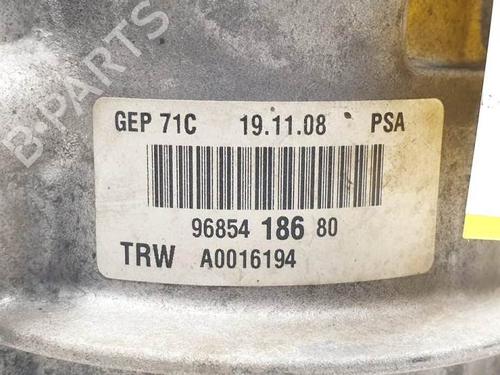 B-PARTS
GEP 71C 19.11.08 PSA
96854 186 80
TRW A0016194